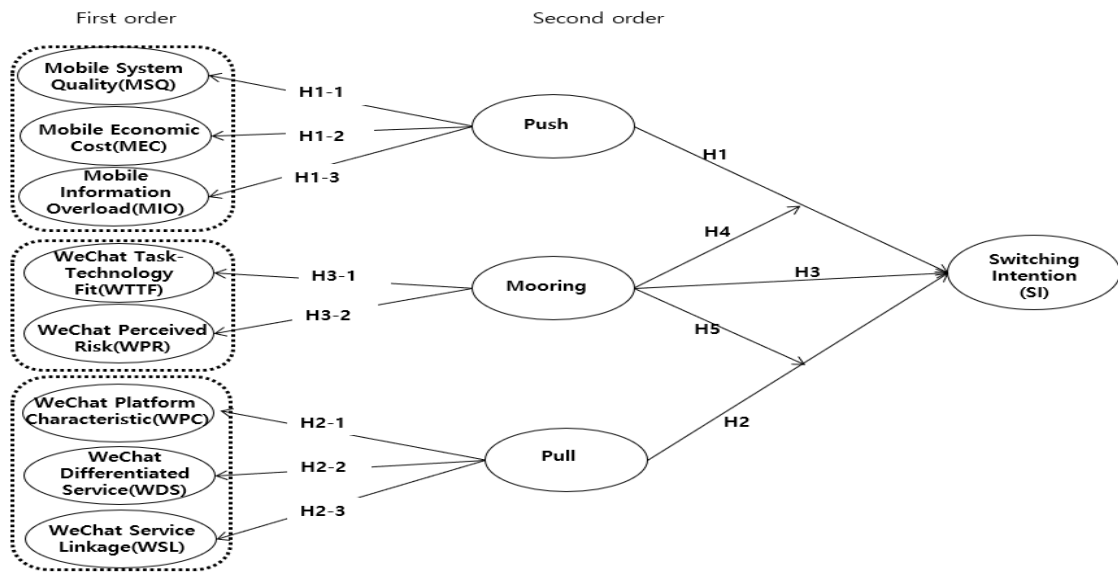 First order
Second order
Mobile System
Quality(MSQ)
Mobile Economic
Cost(MEC)
Mobile
Information
Overload(MIO)
H1-1
H1-2
H1-3
Push
H1
WeChat Task-
Technology
Fit(WTTF)
WeChat Perceived
Risk(WPR)
H3-1
H3-2
Mooring
H4
H3
H5
Switching
Intention
(SI)
WeChat Platform
Characteristic(WPC)
WeChat
Differentiated
Service(WDS)
WeChat Service
Linkage(WSL)
H2-1
H2-2
H2-3
Pull
H2